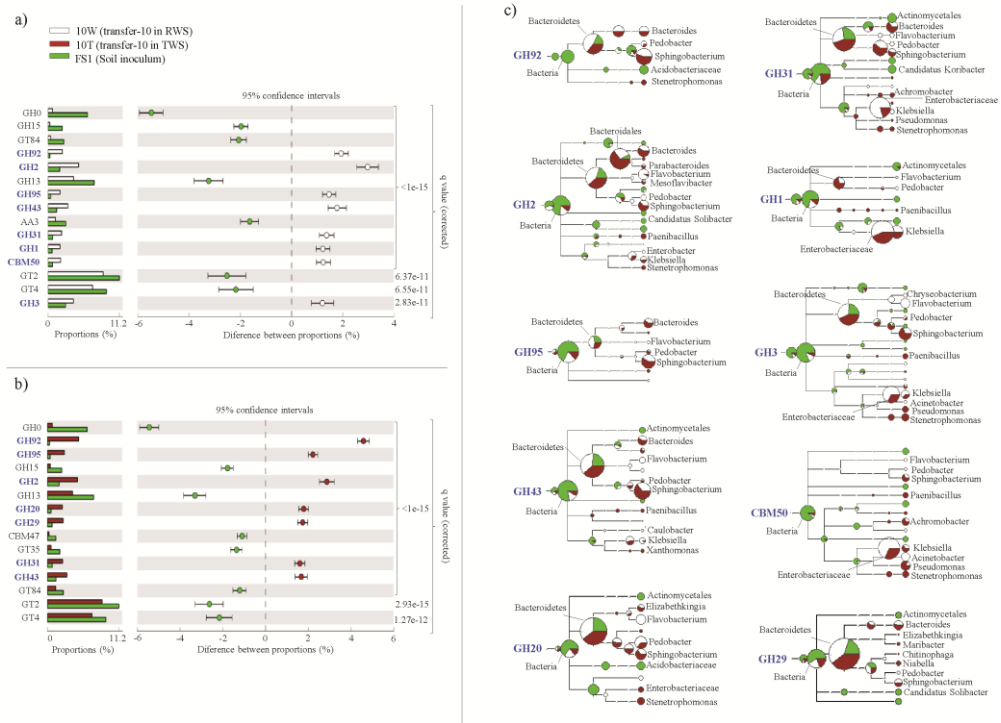 a)
10W (transfer-10 in RWS)
10T (transfer-10 in TWS)
FS1 (Soil inoculum)
95% confidence intervals
GH0
GH15
GT84
GH92
GH2
GH13
GH95
GH43
AA3
GH31
GH1
CBM50
GT2
GT4
GH3
<1e-15
6.37e-11
6.55e-11
2.83e-11
q value (corrected)
0 11.2 -6 -4 -2 0 2 4
Proportions (%)
Diference between proportions (%)
b)
95% confidence intervals
GH0
GH92
GH95
GH15
GH2
GH13
GH20
GH29
CBM47
GT35
GH31
GH43
GT84
GT2
GT4
<1e-15
2.93e-15
1.27e-12
q value (corrected)
0 11.2 -6 -4 -2 0 2 4 6
Proportions (%)
Diference between proportions (%)
c)
Bacteroidetes
Bacteroides
Pedobacter
Sphingobacterium
GH92
Acidobacteriaceae
Bacteria
Stenetrophomonas
Bacteroidales
Bacteroidetes
Bacteroides
Parabacteroides
Flavobacterium
Mesoflavibacter
Pedobacter
Sphingobacterium
GH2
Candidatus Solibacter
Bacteria
Paenibacillus
Enterobacter
Klebsiella
Stenetrophomonas
Bacteroidetes
Bacteroides
Flavobacterium
GH95
Pedobacter
Sphingobacterium
Bacteria
Actinomycetales
Bacteroidetes
Bacteroides
Flavobacterium
Pedobacter
GH43
Sphingobacterium
Bacteria
Paenibacillus
Caulobacter
Klebsiella
Xanthomonas
Actinomycetales
Bacteroidetes
Elizabethkingia
Flavobacterium
Pedobacter
GH20
Sphingobacterium
Bacteria
Acidobacteriaceae
Enterobacteriaceae
Stenetrophomonas
Actinomycetales
Bacteroidetes
Bacteroides
Flavobacterium
Pedobacter
Sphingobacterium
GH31
Candidatus Koribacter
Bacteria
Achromobacter
Enterobacteriaceae
Klebsiella
Pseudomonas
Stenetrophomonas
Actinomycetales
Bacteroidetes
Flavobacterium
Pedobacter
GH1
Bacteria
Paenibacillus
Klebsiella
Enterobacteriaceae
Bacteroidetes
Chryseobacterium
Flavobacterium
Pedobacter
Sphingobacterium
GH3
Paenibacillus
Bacteria
Klebsiella
Acinetobacter
Enterobacteriaceae
Pseudomonas
Stenetrophomonas
Flavobacterium
Pedobacter
Sphingobacterium
Paenibacillus
CBM50
Bacteria
Achromobacter
Klebsiella
Acinetobacter
Enterobacteriaceae
Pseudomonas
Stenetrophomonas
Actinomycetales
Bacteroidetes
Bacteroides
Elizabethkingia
Maribacter
Chitinophaga
GH29
Niabella
Bacteria
Pedobacter
Sphingobacterium
Candidatus Solibacter